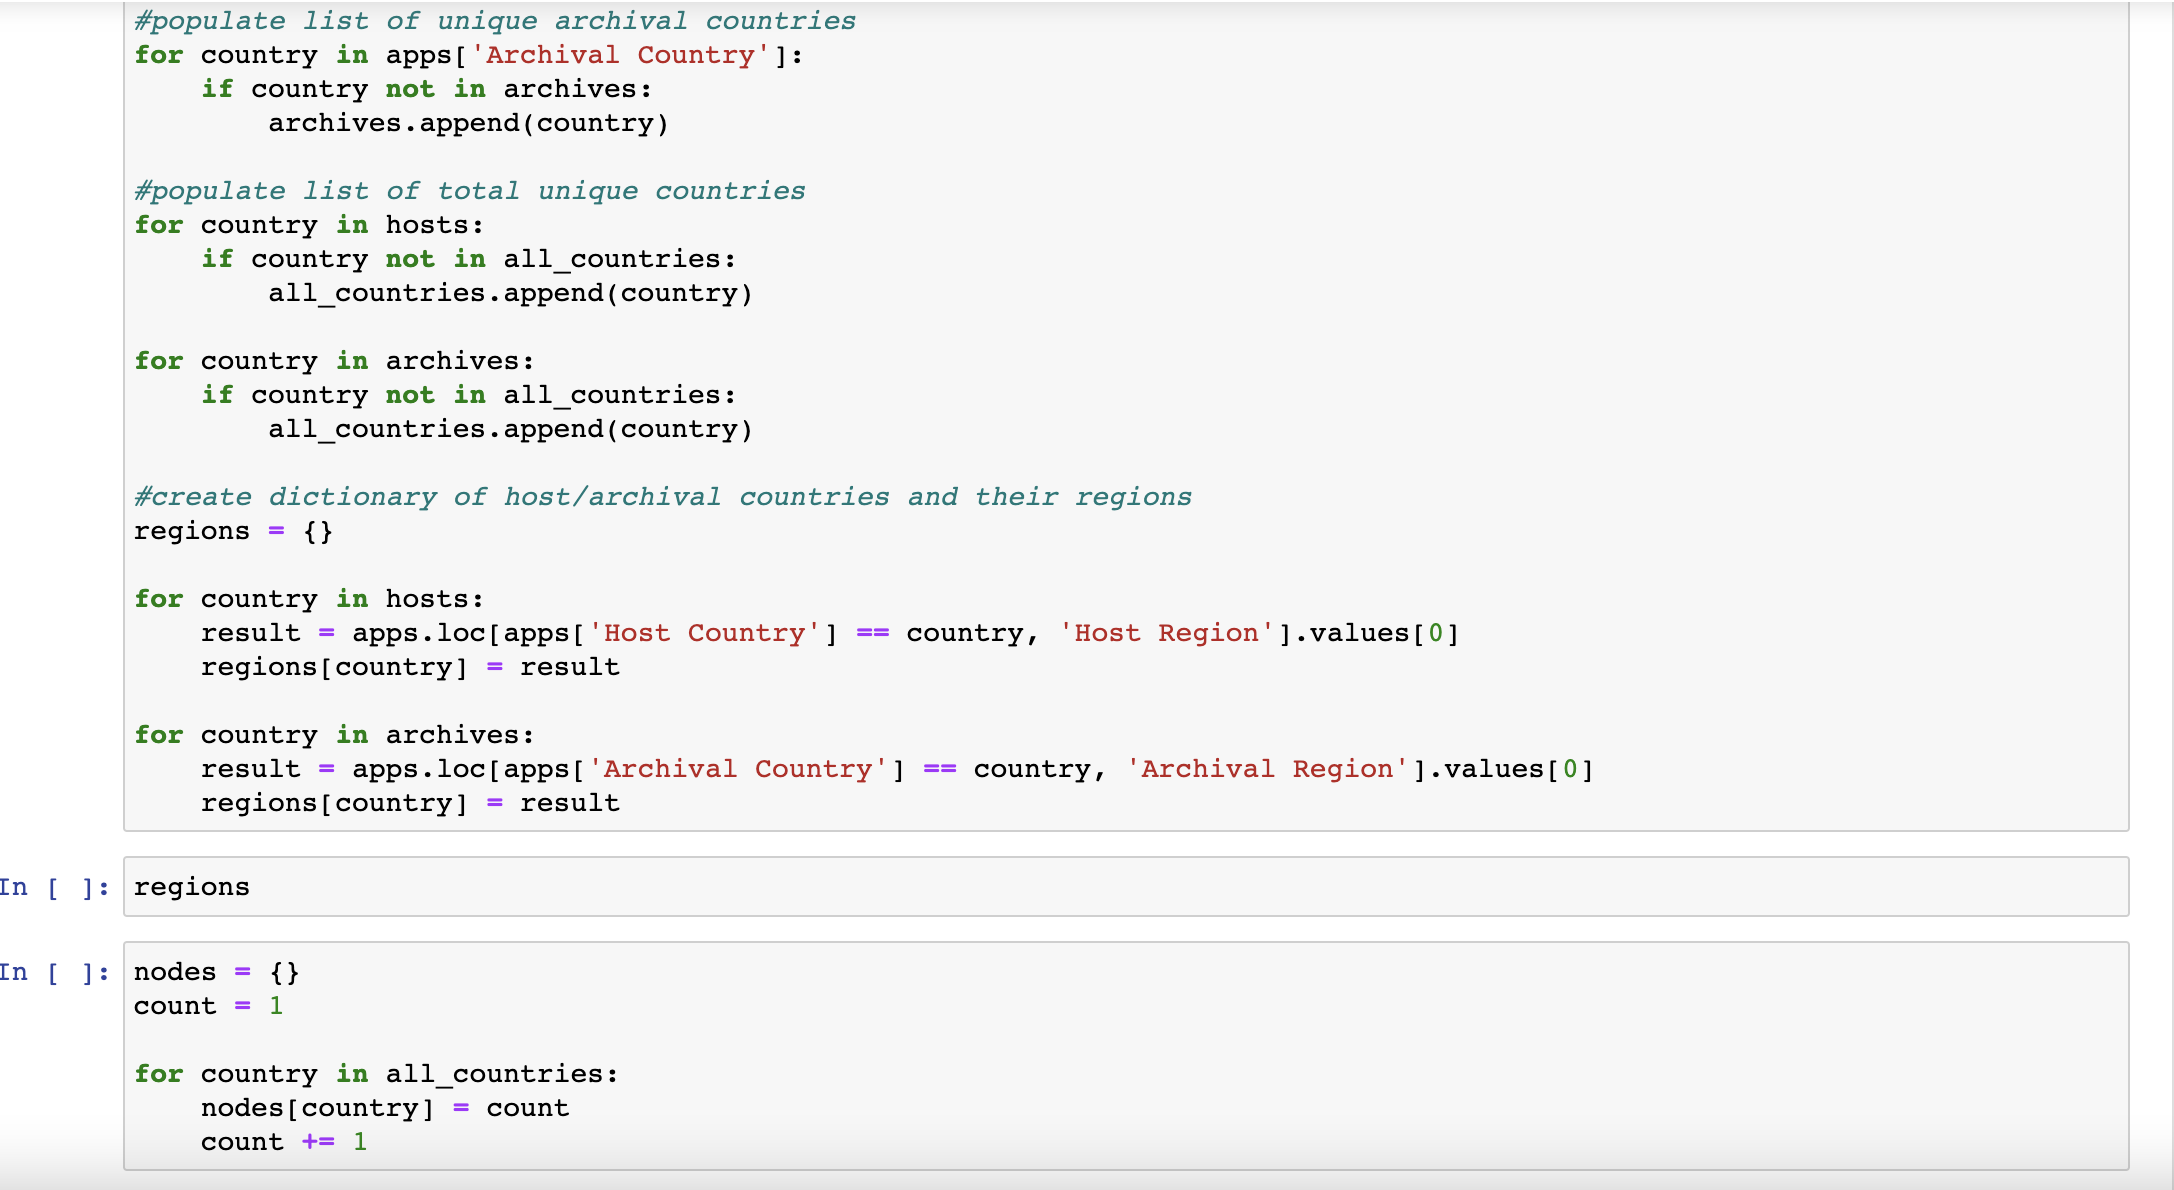 #populate list of unique archival countries
for country in apps['Archival Country']:
    if country not in archives:
        archives.append(country)

#populate list of total unique countries
for country in hosts:
    if country not in all_countries:
        all_countries.append(country)

for country in archives:
    if country not in all_countries:
        all_countries.append(country)

#create dictionary of host/archival countries and their regions
regions = {}

for country in hosts:
    result = apps.loc[apps['Host Country'] == country, 'Host Region'].values[0]
    regions[country] = result

for country in archives:
    result = apps.loc[apps['Archival Country'] == country, 'Archival Region'].values[0]
    regions[country] = result

In [ ]: regions

In [ ]: nodes = {}
count = 1

for country in all_countries:
    nodes[country] = count
    count += 1